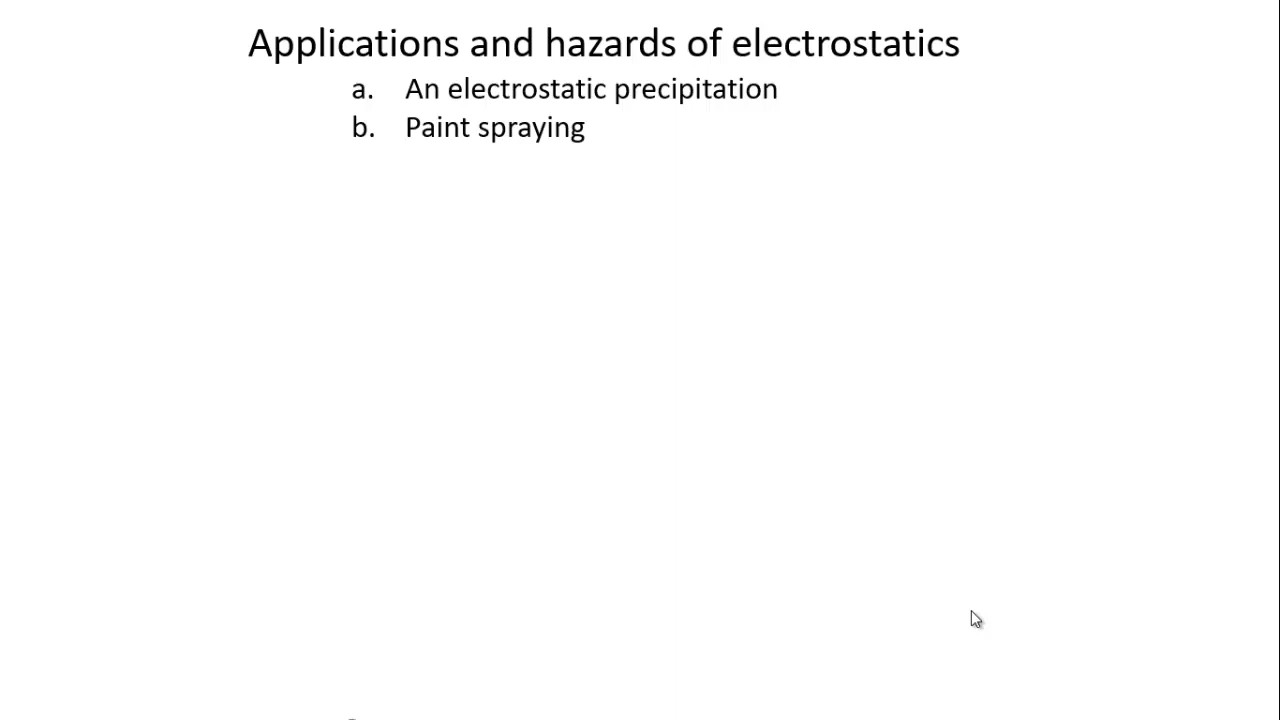 Applications and hazards of electrostatics
a. An electrostatic precipitation
b. Paint spraying